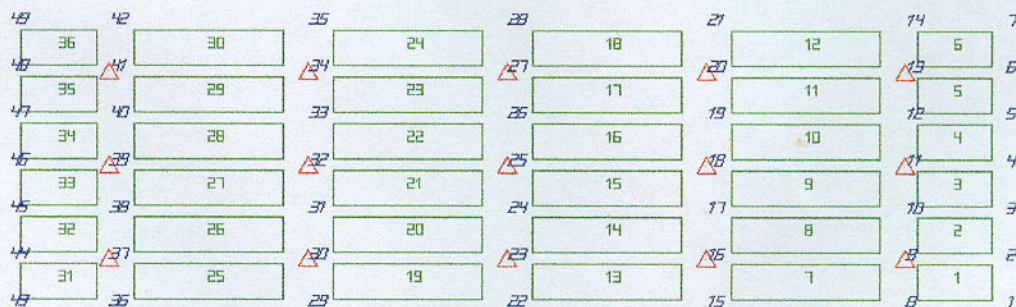 49 42 35 28 21 14 7
36 30 24 18 12 6
48 41 34 27 20 13 6
35 29 23 17 11 5
47 40 33 26 19 12 5
34 28 22 16 10 4
46 39 32 25 18 11 4
33 27 21 15 9 3
45 38 31 24 17 10 3
32 26 20 14 8 2
44 37 30 23 16 9 2
31 25 19 13 7 1
43 36 29 22 15 8 1